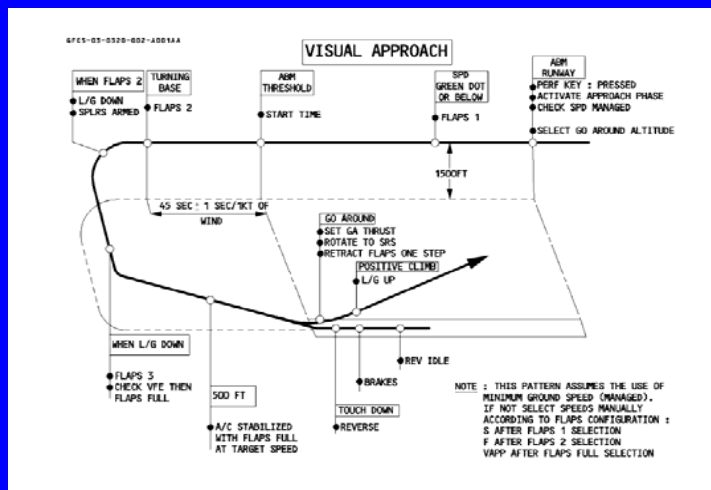 GFC5-03-0320-002-A001AA
VISUAL APPROACH
WHEN FLAPS 2
L/G DOWN
SPLRS ARMED
TURNING
BASE
FLAPS 2
ABM
THRESHOLD
START TIME
SPD
GREEN DOT
OR BELOW
FLAPS 1
ABM
RUNWAY
PERF KEY : PRESSED
ACTIVATE APPROACH PHASE
CHECK SPD MANAGED
SELECT GO AROUND ALTITUDE
1500FT
45 SEC ± 1 SEC/1KT OF
WIND
GO AROUND
SET GA THRUST
ROTATE TO SRS
RETRACT FLAPS ONE STEP
POSITIVE CLIMB
L/G UP
WHEN L/G DOWN
FLAPS 3
CHECK VFE THEN
FLAPS FULL
500 FT
A/C STABILIZED
WITH FLAPS FULL
AT TARGET SPEED
REV IDLE
BRAKES
TOUCH DOWN
REVERSE
NOTE : THIS PATTERN ASSUMES THE USE OF
MINIMUM GROUND SPEED (MANAGED).
IF NOT SELECT SPEEDS MANUALLY
ACCORDING TO FLAPS CONFIGURATION :
S AFTER FLAPS 1 SELECTION
F AFTER FLAPS 2 SELECTION
VAPP AFTER FLAPS FULL SELECTION